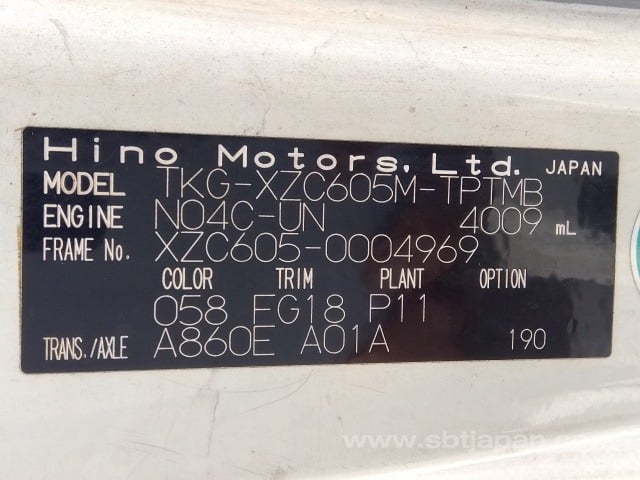 Hino Motors, Ltd. JAPAN
MODEL TKG-XZC605M-TPTMB
ENGINE N04C-UN 4009 mL
FRAME No. XZC605-0004969
COLOR TRIM PLANT OPTION
058 FG18 P11
TRANS./AXLE A860E A01A 190
www.sbtjapan.c